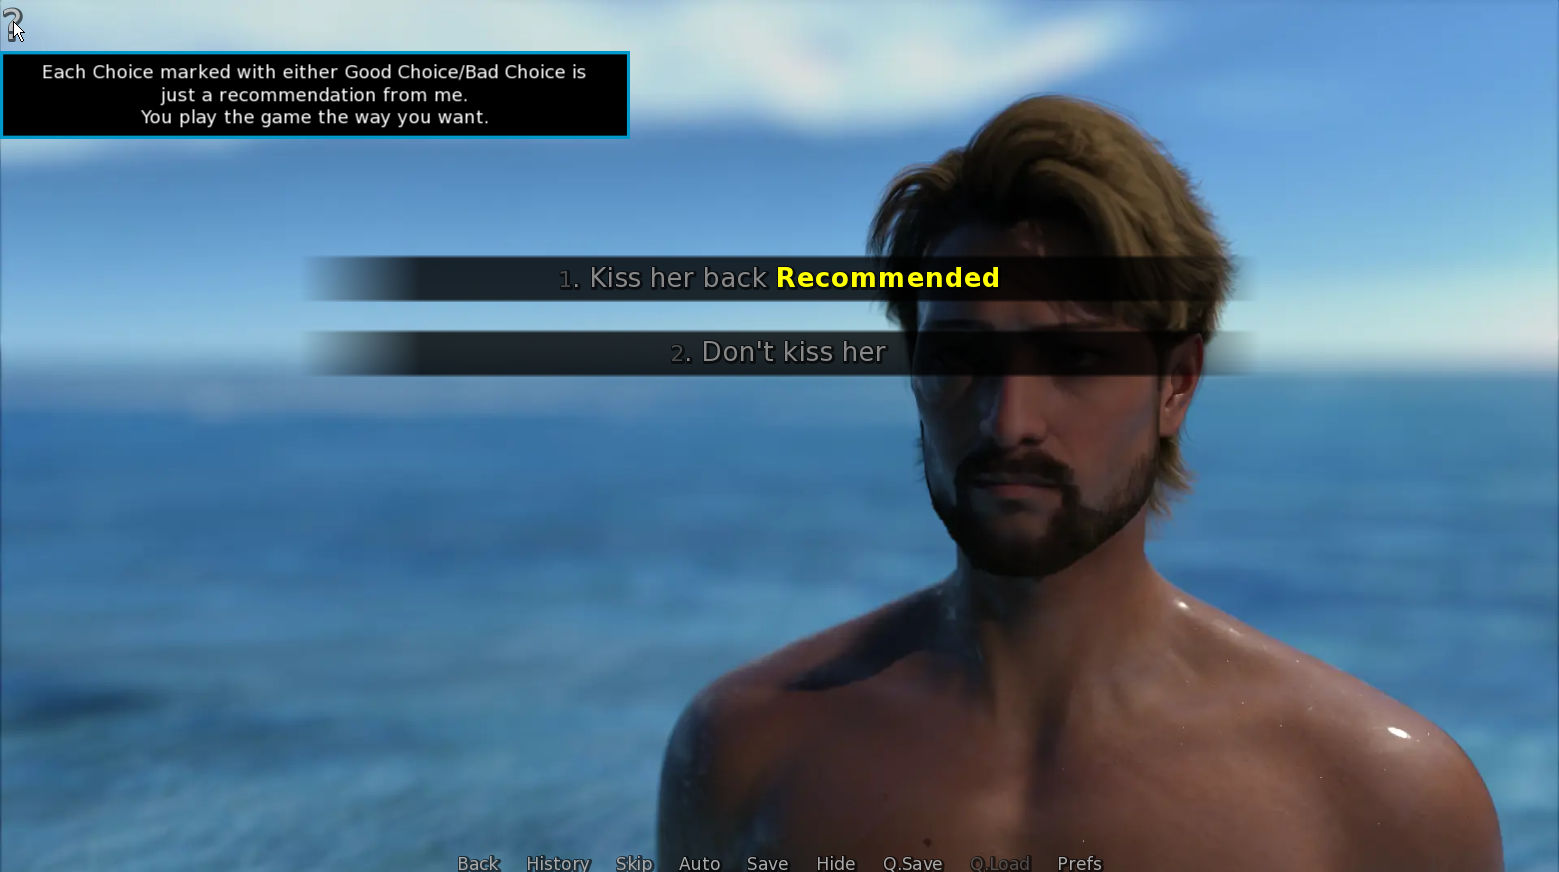 ?
Each Choice marked with either Good Choice/Bad Choice is
just a recommendation from me.
You play the game the way you want.
1. Kiss her back Recommended
2. Don't kiss her
Back History Skip Auto Save Hide Q.Save Q.Load Prefs